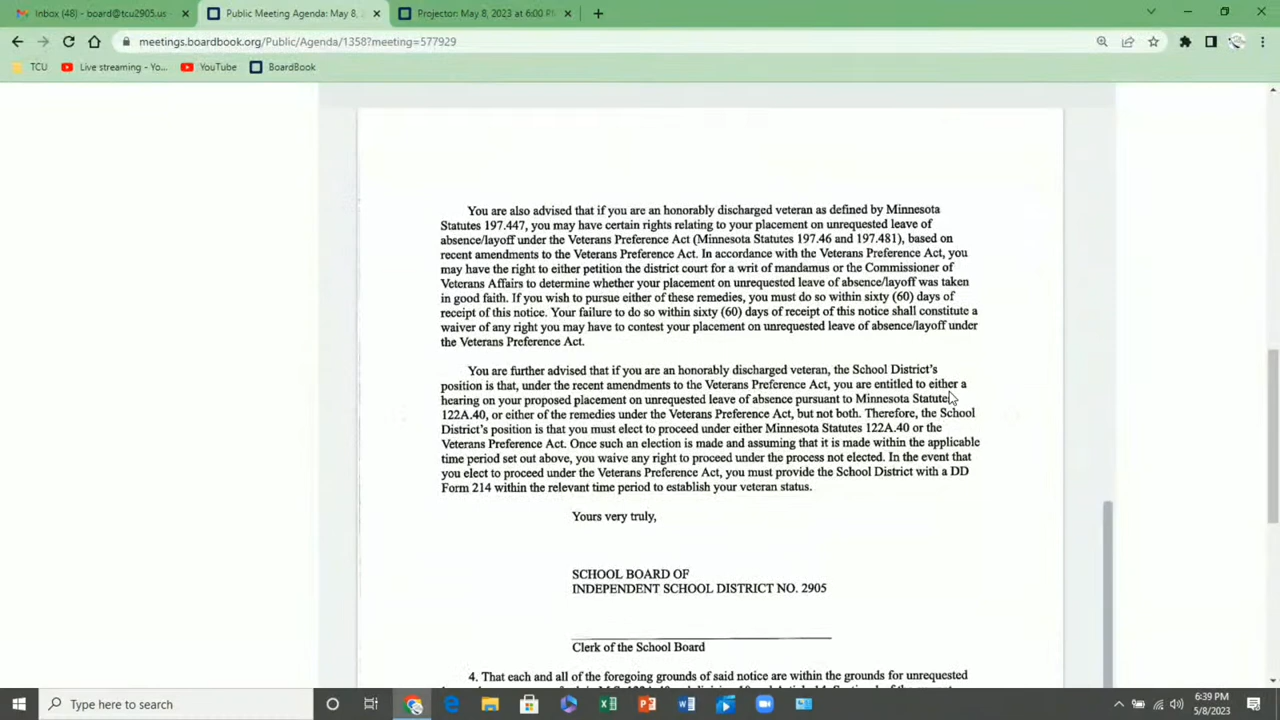 Inbox (48) - board@tcu2905.us -
Public Meeting Agenda: May 8,
Projector: May 8, 2023 at 6:00 P
meetings.boardbook.org/Public/Agenda/1358?meeting=577929
TCU
Live streaming - Yo...
YouTube
BoardBook
You are also advised that if you are an honorably discharged veteran as defined by Minnesota
Statutes 197.447, you may have certain rights relating to your placement on unrequested leave of
absence/layoff under the Veterans Preference Act (Minnesota Statutes 197.46 and 197.481), based on
recent amendments to the Veterans Preference Act. In accordance with the Veterans Preference Act, you
may have the right to either petition the district court for a writ of mandamus or the Commissioner of
Veterans Affairs to determine whether your placement on unrequested leave of absence/layoff was taken
in good faith. If you wish to pursue either of these remedies, you must do so within sixty (60) days of
receipt of this notice. Your failure to do so within sixty (60) days of receipt of this notice shall constitute a
waiver of any right you may have to contest your placement on unrequested leave of absence/layoff under
the Veterans Preference Act.
You are further advised that if you are an honorably discharged veteran, the School District's
position is that, under the recent amendments to the Veterans Preference Act, you are entitled to either a
hearing on your proposed placement on unrequested leave of absence pursuant to Minnesota Statute
122A.40, or either of the remedies under the Veterans Preference Act, but not both. Therefore, the School
District's position is that you must elect to proceed under either Minnesota Statutes 122A.40 or the
Veterans Preference Act. Once such an election is made and assuming that it is made within the applicable
time period set out above, you waive any right to proceed under the process not elected. In the event that
you elect to proceed under the Veterans Preference Act, you must provide the School District with a DD
Form 214 within the relevant time period to establish your veteran status.
Yours very truly,
SCHOOL BOARD OF
INDEPENDENT SCHOOL DISTRICT NO. 2905
Clerk of the School Board
4. That each and all of the foregoing grounds of said notice are within the grounds for unrequested
Type here to search
6:39 PM
5/8/2023